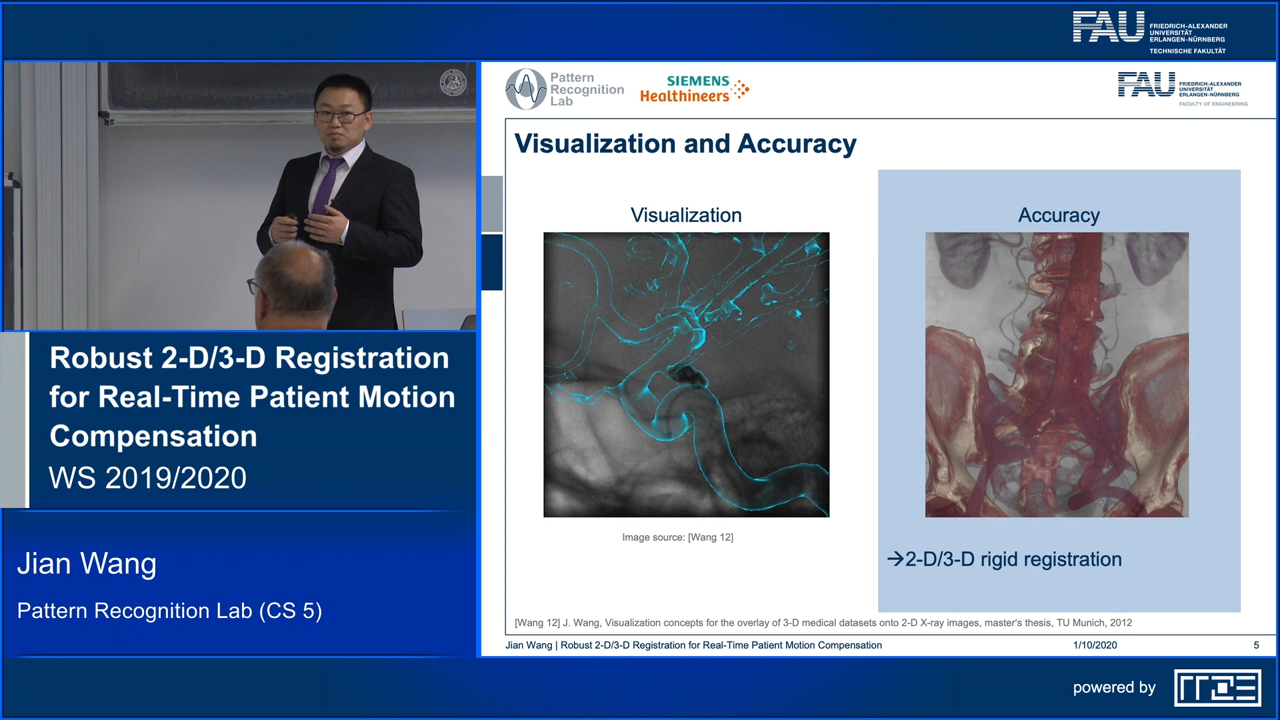 FAU
FRIEDRICH-ALEXANDER
UNIVERSITÄT
ERLANGEN-NÜRNBERG
TECHNISCHE FAKULTÄT
Pattern
Recognition
Lab
SIEMENS
Healthineers
FAU
FRIEDRICH-ALEXANDER
UNIVERSITÄT
ERLANGEN-NÜRNBERG
FACULTY OF ENGINEERING
Visualization and Accuracy
Visualization
Accuracy
Image source: [Wang 12]
→2-D/3-D rigid registration
[Wang 12] J. Wang, Visualization concepts for the overlay of 3-D medical datasets onto 2-D X-ray images, master's thesis, TU Munich, 2012
Jian Wang | Robust 2-D/3-D Registration for Real-Time Patient Motion Compensation 1/10/2020 5
Robust 2-D/3-D Registration
for Real-Time Patient Motion
Compensation
WS 2019/2020
Jian Wang
Pattern Recognition Lab (CS 5)
powered by
RRZE